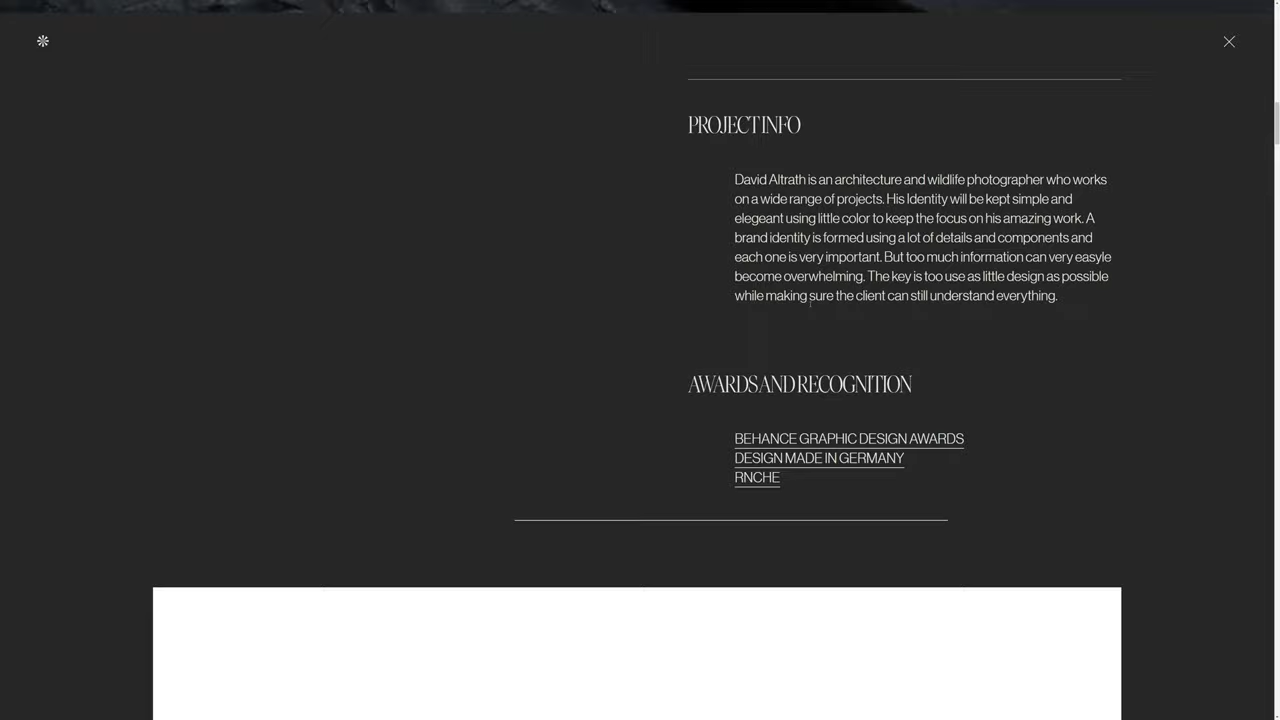 PROJECT INFO
David Altrath is an architecture and wildlife photographer who works
on a wide range of projects. His Identity will be kept simple and
elegeant using little color to keep the focus on his amazing work. A
brand identity is formed using a lot of details and components and
each one is very important. But too much information can very easyle
become overwhelming. The key is too use as little design as possible
while making sure the client can still understand everything.
AWARDS AND RECOGNITION
BEHANCE GRAPHIC DESIGN AWARDS
DESIGN MADE IN GERMANY
RNCHE